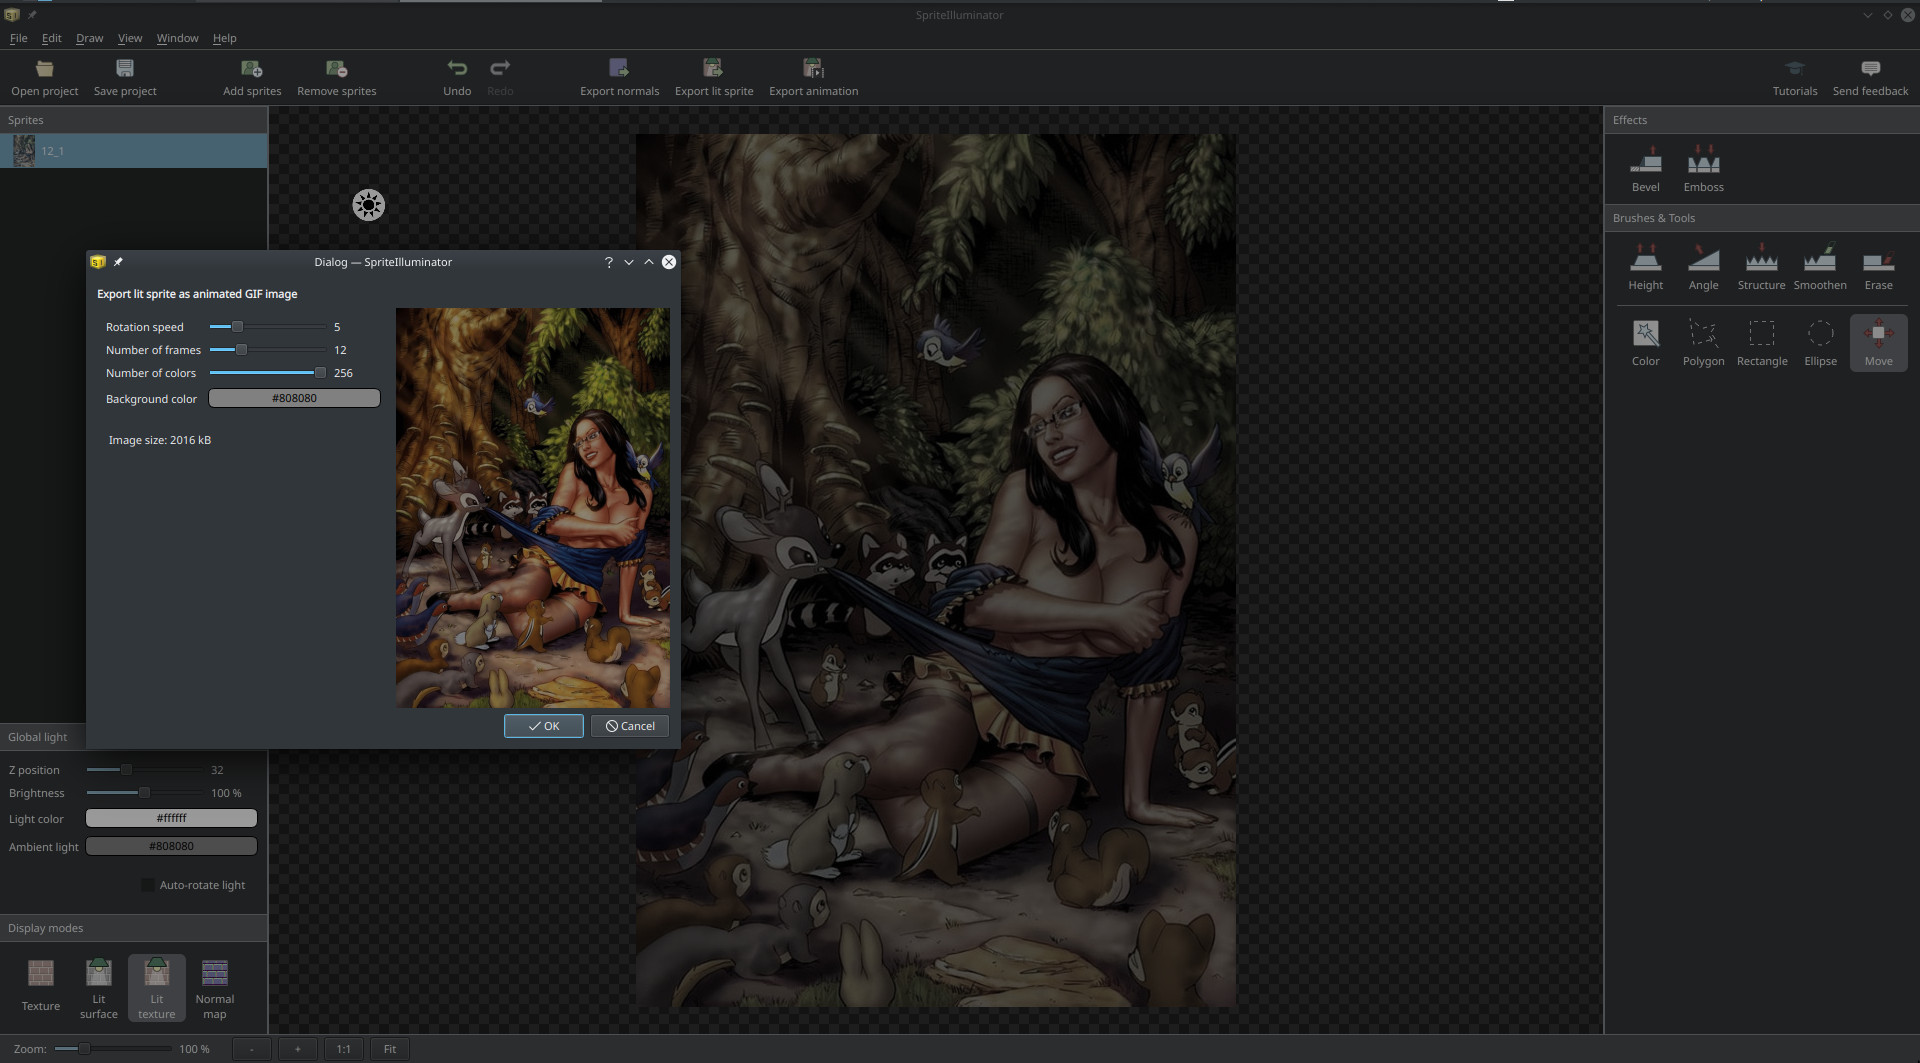 SpriteIlluminator
File Edit Draw View Window Help
Open project Save project Add sprites Remove sprites Undo Redo Export normals Export lit sprite Export animation Tutorials Send feedback
Sprites
12_1
Effects
Bevel Emboss
Brushes & Tools
Height Angle Structure Smoothen Erase
Color Polygon Rectangle Ellipse Move
SI
Dialog — SpriteIlluminator
?
Export lit sprite as animated GIF image
Rotation speed 5
Number of frames 12
Number of colors 256
Background color #808080
Image size: 2016 kB
OK Cancel
Global light
Z position 32
Brightness 100 %
Light color #ffffff
Ambient light #808080
Auto-rotate light
Display modes
Texture Lit surface Lit texture Normal map
Zoom: 100 % - + 1:1 Fit